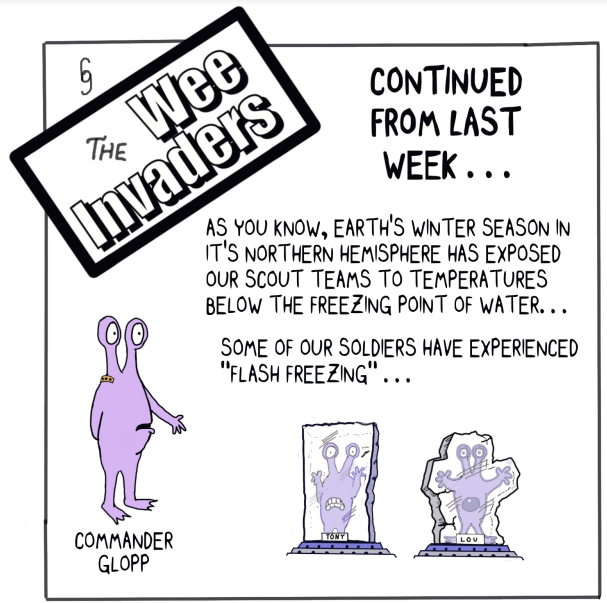 THE
Wee
Invaders
CONTINUED
FROM LAST
WEEK...
AS YOU KNOW, EARTH'S WINTER SEASON IN
IT'S NORTHERN HEMISPHERE HAS EXPOSED
OUR SCOUT TEAMS TO TEMPERATURES
BELOW THE FREEZING POINT OF WATER...
SOME OF OUR SOLDIERS HAVE EXPERIENCED
"FLASH FREEZING"...
COMMANDER
GLOPP
TONY
LOU